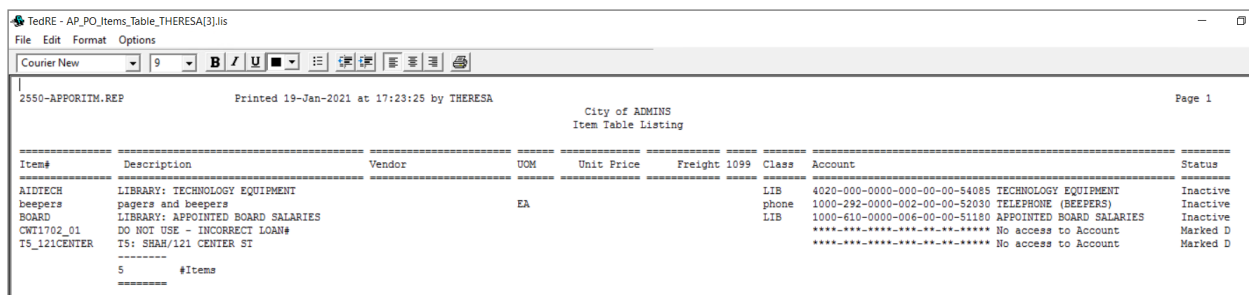 TedRE - AP_PO_Items_Table_THERESA[3].lis
File Edit Format Options
Courier New 9 B I U
2550-APPORITM.REP Printed 19-Jan-2021 at 17:23:25 by THERESA Page 1
City of ADMINS
Item Table Listing
Item# Description Vendor UOM Unit Price Freight 1099 Class Account Status
AIDTECH LIBRARY: TECHNOLOGY EQUIPMENT LIB 4020-000-0000-000-00-00-54085 TECHNOLOGY EQUIPMENT Inactive
beepers pagers and beepers EA phone 1000-292-0000-002-00-00-52030 TELEPHONE (BEEPERS) Inactive
BOARD LIBRARY: APPOINTED BOARD SALARIES LIB 1000-610-0000-006-00-00-51180 APPOINTED BOARD SALARIES Inactive
CWT1702_01 DO NOT USE - INCORRECT LOAN# ****-***-****-***-**-**-***** No access to Account Marked D
T5_121CENTER T5: SHAH/121 CENTER ST ****-***-****-***-**-**-***** No access to Account Marked D
--------
5 #Items
========